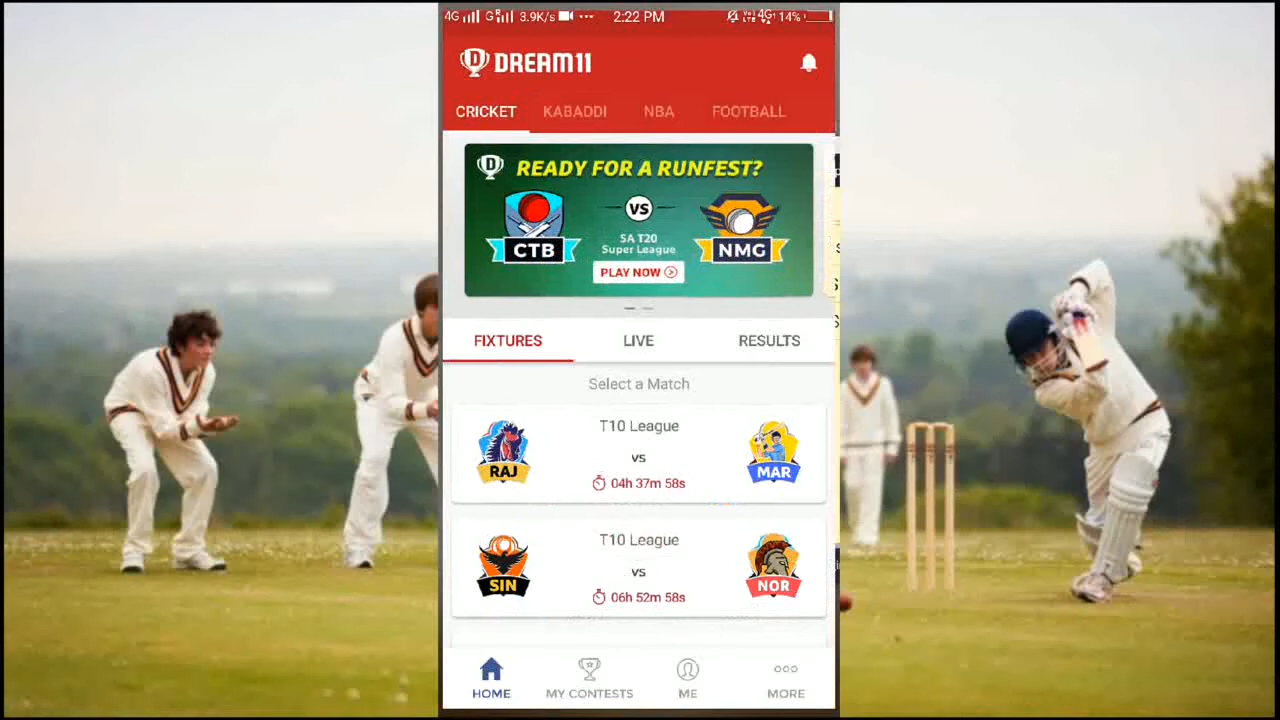 4G G R 3.9K/s ••• 2:22 PM 4G 14%
DREAM11
CRICKET KABADDI NBA FOOTBALL
READY FOR A RUNFEST?
VS
CTB SA T20 NMG
Super League
PLAY NOW
FIXTURES LIVE RESULTS
Select a Match
T10 League
RAJ vs MAR
04h 37m 58s
T10 League
SIN vs NOR
06h 52m 58s
HOME MY CONTESTS ME MORE